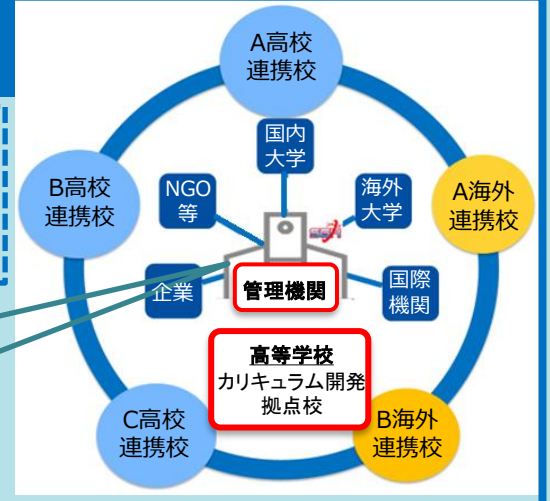 A高校
連携校
国内
大学
B高校
連携校
NGO
等
海外
大学
A海外
連携校
企業
管理機関
国際
機関
高等学校
カリキュラム開発
拠点校
C高校
連携校
B海外
連携校